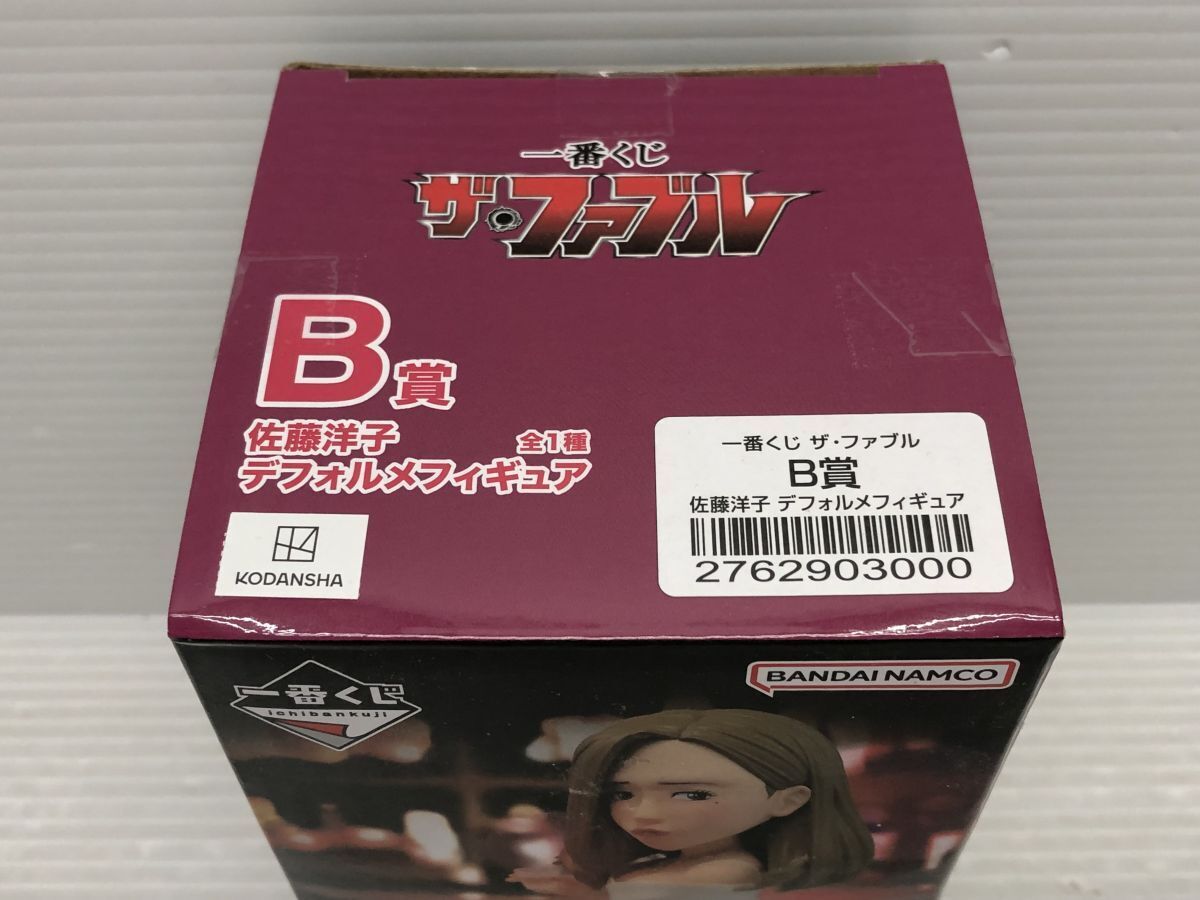 一番くじ
ザ・ファブル
B賞
佐藤洋子 全1種
デフォルメフィギュア
KODANSHA
一番くじ ザ・ファブル
B賞
佐藤洋子 デフォルメフィギュア
2762903000
一番くじ
ichibankuji
BANDAI NAMCO